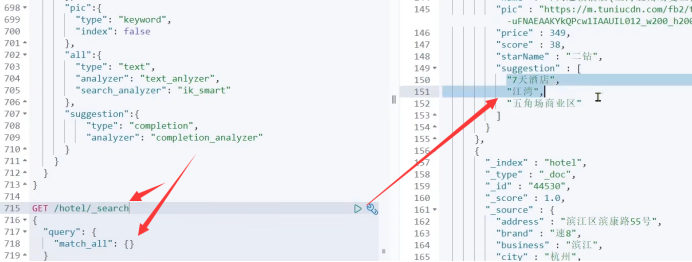 698 "pic":{
699 "type": "keyword",
700 "index": false
701 },
702 "all":{
703 "type": "text",
704 "analyzer": "text_anlyzer",
705 "search_analyzer": "ik_smart"
706 },
707 "suggestion":{
708 "type": "completion",
709 "analyzer": "completion_analyzer"
710 }
711 }
712 }
713 }
714
715 GET /hotel/_search
716 {
717 "query": {
718 "match_all": {}
719 }
145 "pic" : "https://m.tuniucdn.com/fb2/t
-uFNAEAAKYkQPcw1IAAUIL012_w200_h200
146 "price" : 349,
147 "score" : 38,
148 "starName" : "二钻",
149 "suggestion" : [
150 "7天酒店",
151 "江湾",
152 "五角场商业区"
153 ]
154 }
155 },
156 {
157 "_index" : "hotel",
158 "_type" : "_doc",
159 "_id" : "44530",
160 "_score" : 1.0,
161 "_source" : {
162 "address" : "滨江区滨康路55号",
163 "brand" : "速8",
164 "business" : "滨江",
165 "city" : "杭州",